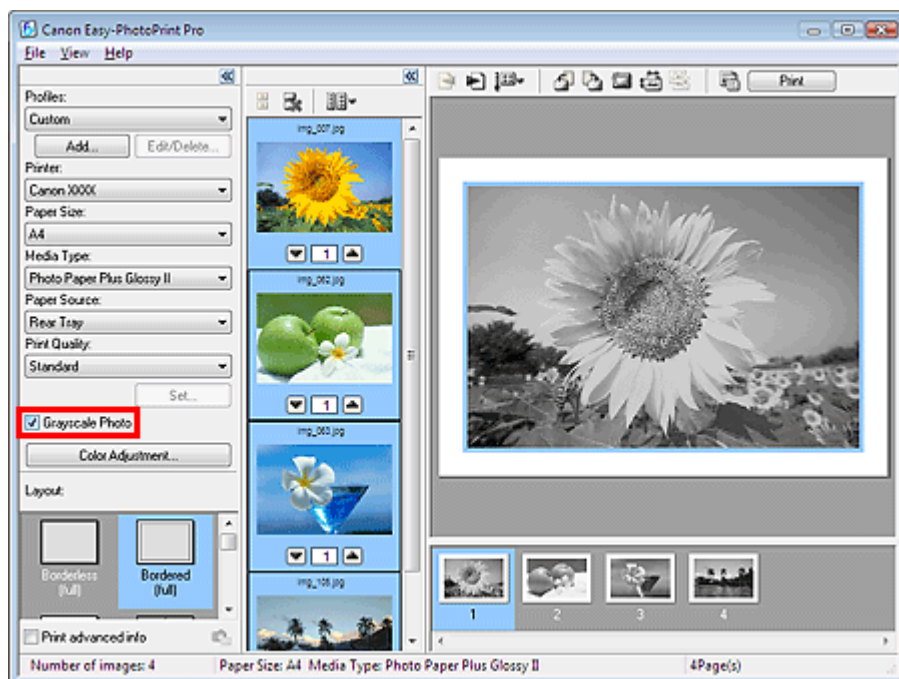 Canon Easy-PhotoPrint Pro
File View Help
Profiles:
Custom
Add... Edit/Delete...
Printer:
Canon XXXX
Paper Size:
A4
Media Type:
Photo Paper Plus Glossy II
Paper Source:
Rear Tray
Print Quality:
Standard
Set...
Grayscale Photo
Color Adjustment...
Layout:
Borderless
(full)
Bordered
(full)
Print advanced info
img_007.jpg
1
img_062.jpg
1
img_063.jpg
1
img_108.jpg
Print
1 2 3 4
Number of images: 4 Paper Size: A4 Media Type: Photo Paper Plus Glossy II 4Page(s)